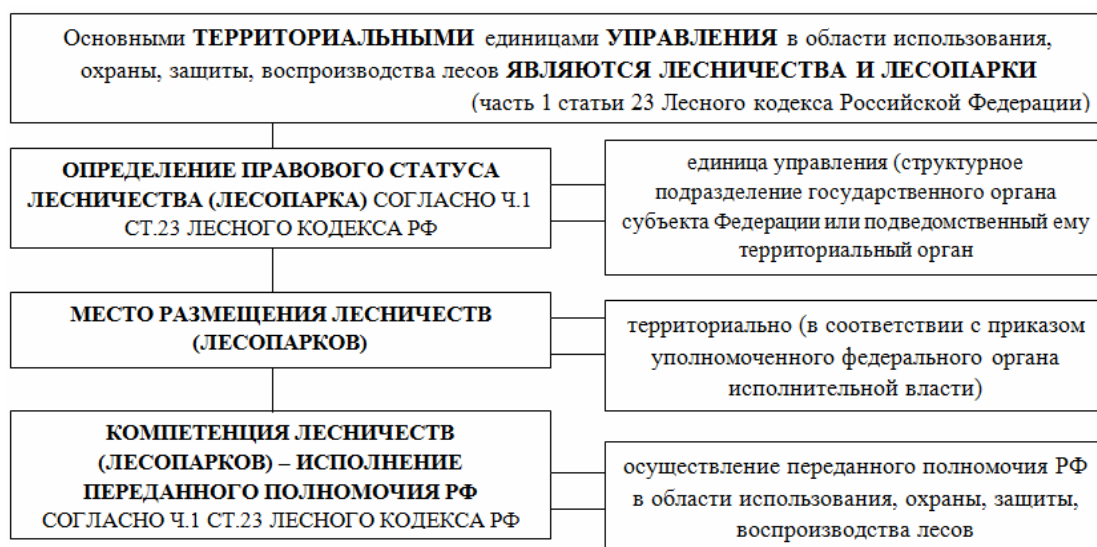 Основными ТЕРРИТОРИАЛЬНЫМИ единицами УПРАВЛЕНИЯ в области использования,
охраны, защиты, воспроизводства лесов ЯВЛЯЮТСЯ ЛЕСНИЧЕСТВА И ЛЕСОПАРКИ
(часть 1 статьи 23 Лесного кодекса Российской Федерации)
ОПРЕДЕЛЕНИЕ ПРАВОВОГО СТАТУСА
ЛЕСНИЧЕСТВА (ЛЕСОПАРКА) СОГЛАСНО Ч.1
СТ.23 ЛЕСНОГО КОДЕКСА РФ
единица управления (структурное
подразделение государственного органа
субъекта Федерации или подведомственный ему
территориальный орган
МЕСТО РАЗМЕЩЕНИЯ ЛЕСНИЧЕСТВ
(ЛЕСОПАРКОВ)
территориально (в соответствии с приказом
уполномоченного федерального органа
исполнительной власти)
КОМПЕТЕНЦИЯ ЛЕСНИЧЕСТВ
(ЛЕСОПАРКОВ) – ИСПОЛНЕНИЕ
ПЕРЕДАННОГО ПОЛНОМОЧИЯ РФ
СОГЛАСНО Ч.1 СТ.23 ЛЕСНОГО КОДЕКСА РФ
осуществление переданного полномочия РФ
в области использования, охраны, защиты,
воспроизводства лесов